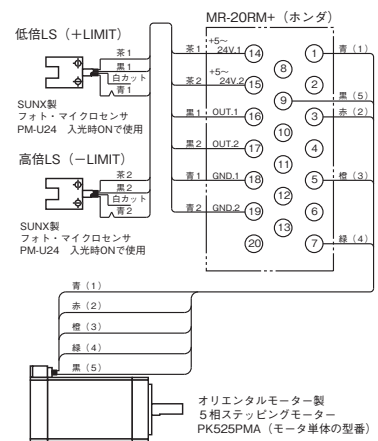 MR-20RM+（ホンダ）
低倍LS（＋LIMIT）
茶1
黒1
白カット
青1
SUNX製
フォト・マイクロセンサ
PM-U24　入光時ONで使用
高倍LS（－LIMIT）
茶2
黒2
白カット
青2
SUNX製
フォト・マイクロセンサ
PM-U24　入光時ONで使用
茶1 +5～24V.1 14
茶2 +5～24V.2 15
黒1 OUT.1 16
黒2 OUT.2 17
青1 GND.1 18
青2 GND.2 19
20
8
9
10
11
12
13
1 青（1）
2
黒（5）
3 赤（2）
4
5 橙（3）
6
7 緑（4）
青（1）
赤（2）
橙（3）
緑（4）
黒（5）
オリエンタルモーター製
５相ステッピングモーター
PK525PMA（モータ単体の型番）